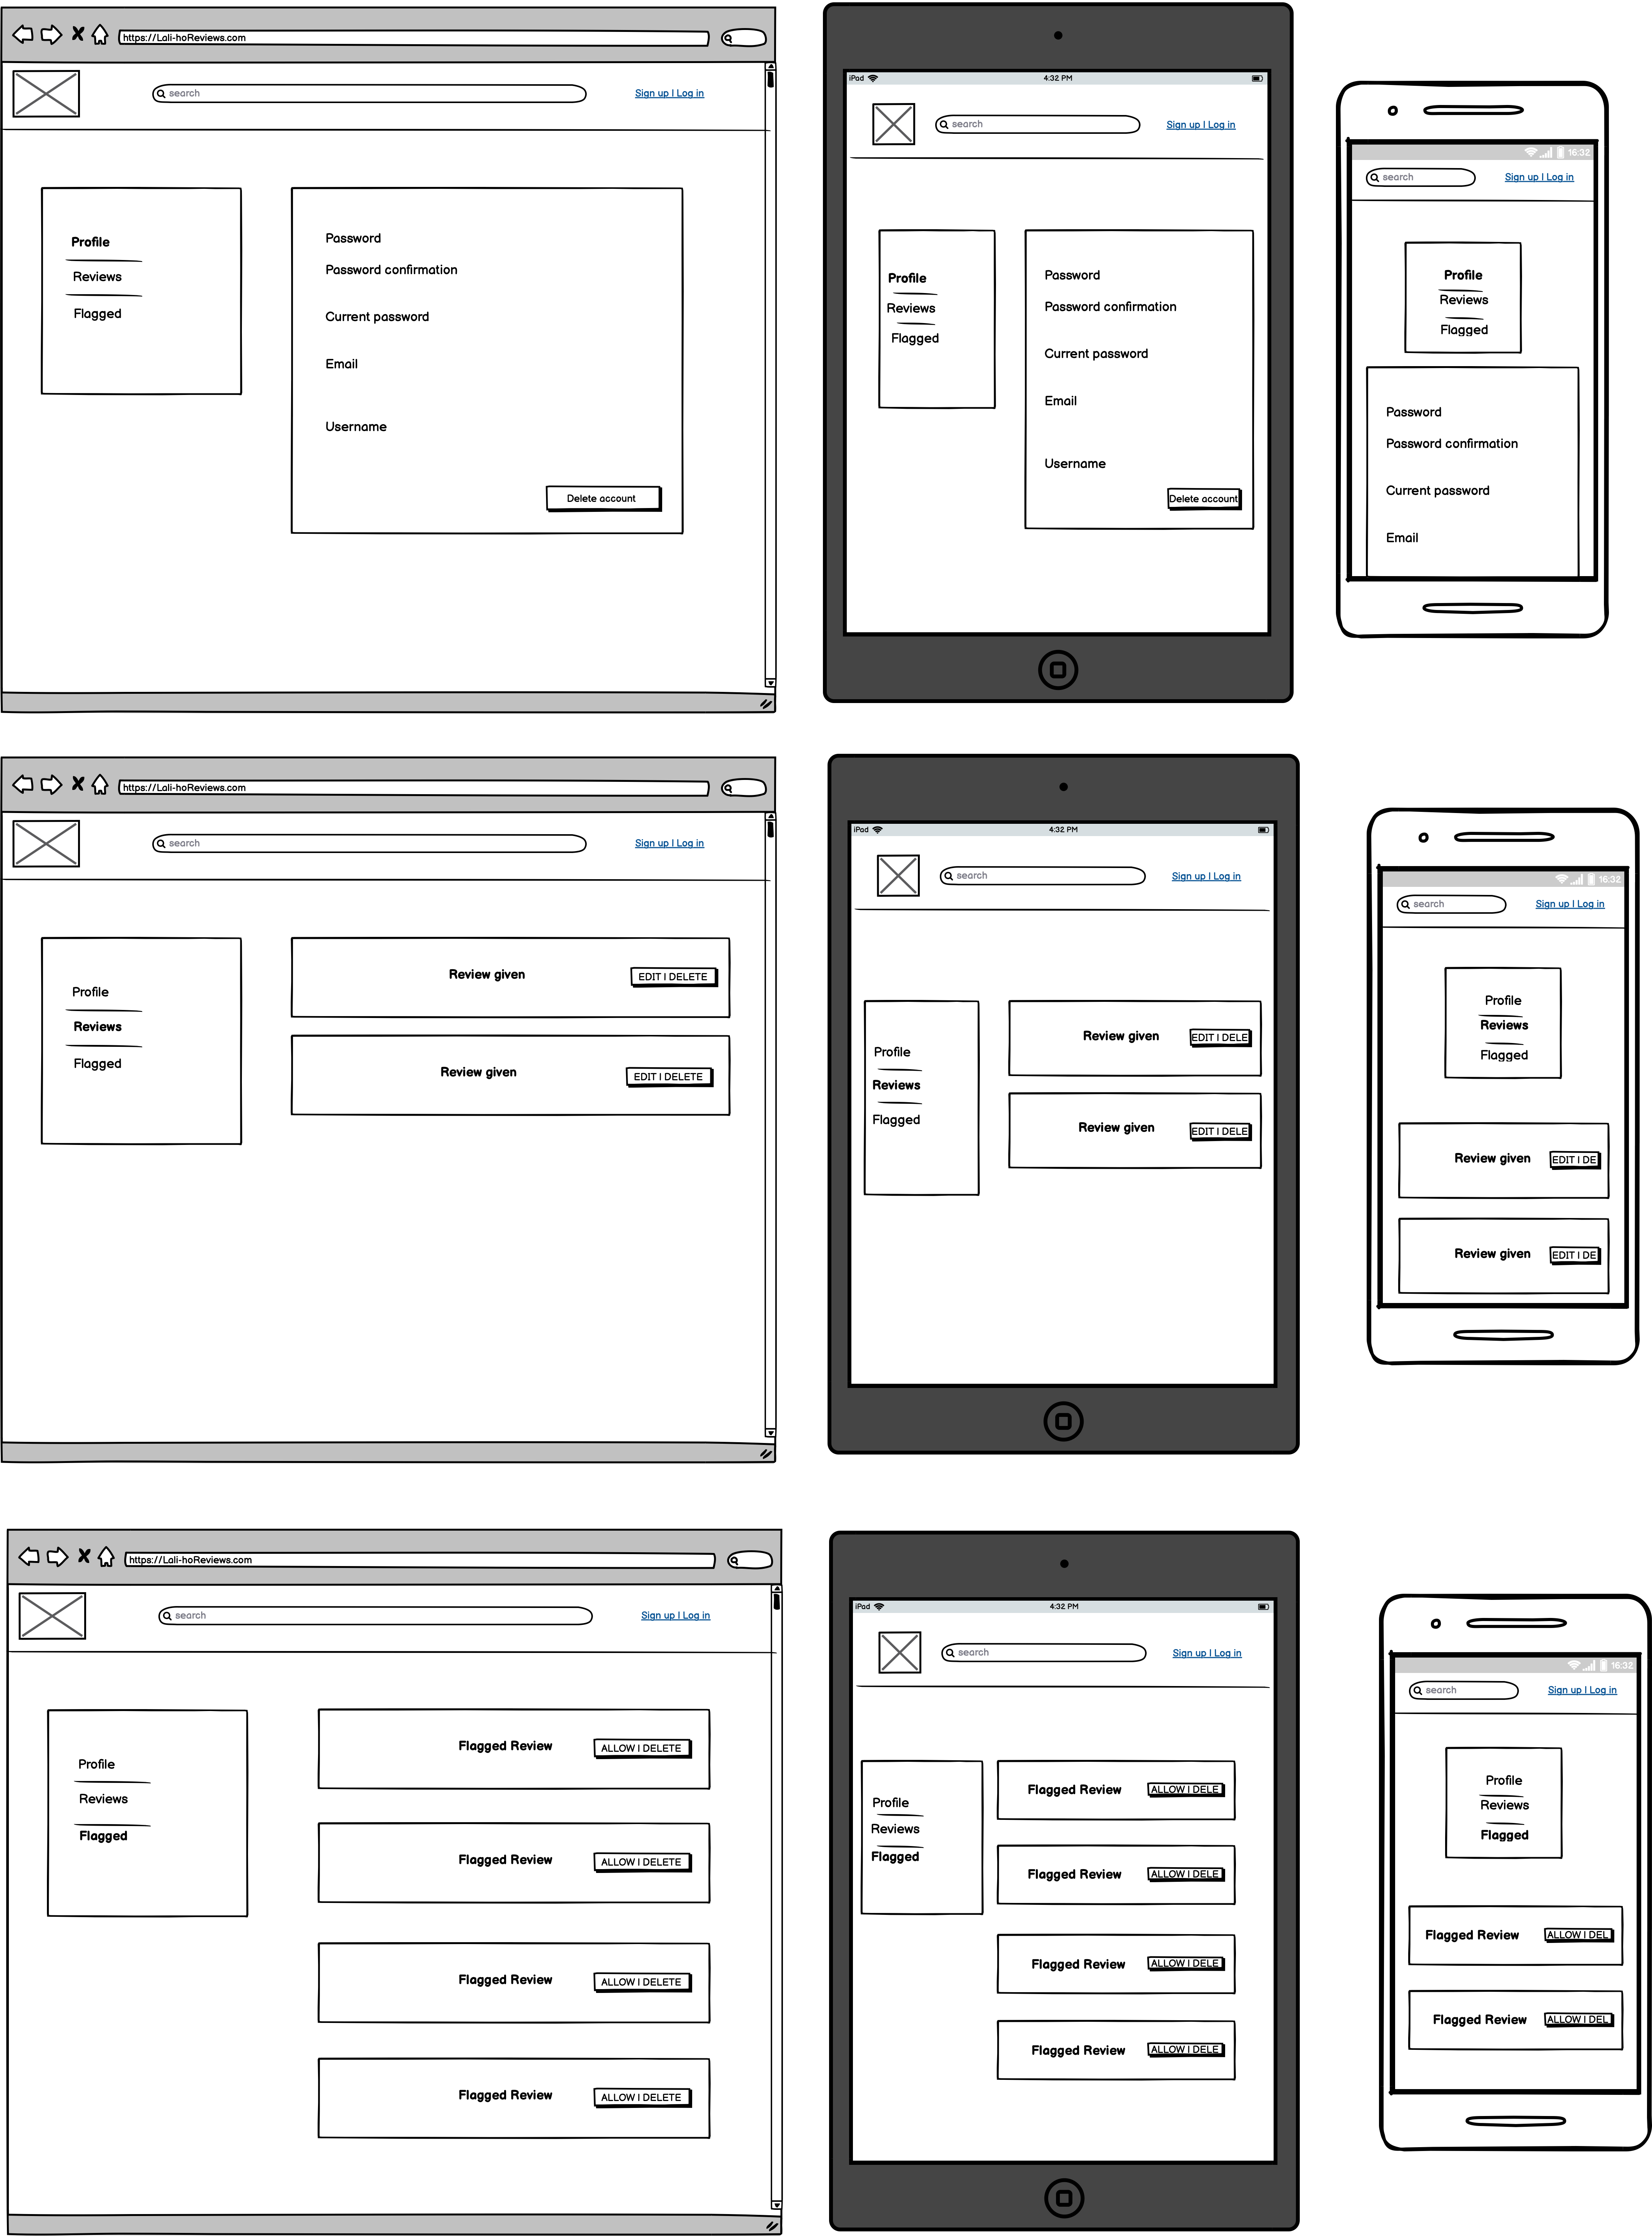 https://Lali-hoReviews.com
search
Sign up | Log in
Profile
Reviews
Flagged
Password
Password confirmation
Current password
Email
Username
Delete account
iPad
4:32 PM
search
Sign up | Log in
Profile
Reviews
Flagged
Password
Password confirmation
Current password
Email
Username
Delete account
16:32
search
Sign up | Log in
Profile
Reviews
Flagged
Password
Password confirmation
Current password
Email
https://Lali-hoReviews.com
search
Sign up | Log in
Profile
Reviews
Flagged
Review given
EDIT | DELETE
Review given
EDIT | DELETE
iPad
4:32 PM
search
Sign up | Log in
Profile
Reviews
Flagged
Review given
EDIT | DELE
Review given
EDIT | DELE
16:32
search
Sign up | Log in
Profile
Reviews
Flagged
Review given
EDIT | DE
Review given
EDIT | DE
https://Lali-hoReviews.com
search
Sign up | Log in
Profile
Reviews
Flagged
Flagged Review
ALLOW | DELETE
Flagged Review
ALLOW | DELETE
Flagged Review
ALLOW | DELETE
Flagged Review
ALLOW | DELETE
iPad
4:32 PM
search
Sign up | Log in
Profile
Reviews
Flagged
Flagged Review
ALLOW | DELE
Flagged Review
ALLOW | DELE
Flagged Review
ALLOW | DELE
Flagged Review
ALLOW | DELE
16:32
search
Sign up | Log in
Profile
Reviews
Flagged
Flagged Review
ALLOW | DEL
Flagged Review
ALLOW | DEL